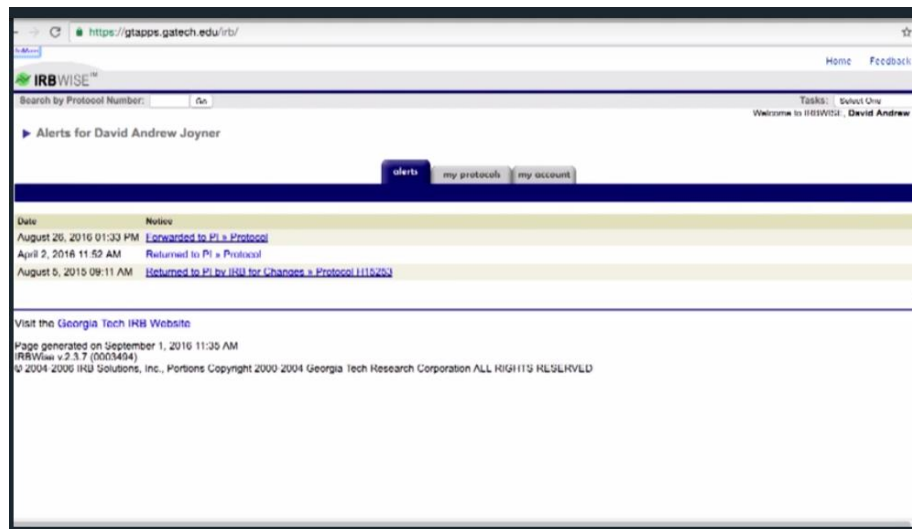 https://gtapps.gatech.edu/irb/
Home Feedback
IRBWISE™
Search by Protocol Number: Go
Tasks: Select One
Welcome to IRBWISE, David Andrew
Alerts for David Andrew Joyner
alerts my protocols my account
Date Notice
August 26, 2016 01:33 PM Forwarded to PI » Protocol
April 2, 2016 11:52 AM Returned to PI » Protocol
August 5, 2015 09:11 AM Returned to PI by IRB for Changes » Protocol H15253
Visit the Georgia Tech IRB Website
Page generated on September 1, 2016 11:35 AM
IRBWise v.2.3.7 (0003494)
© 2004-2006 IRB Solutions, Inc., Portions Copyright 2000-2004 Georgia Tech Research Corporation ALL RIGHTS RESERVED